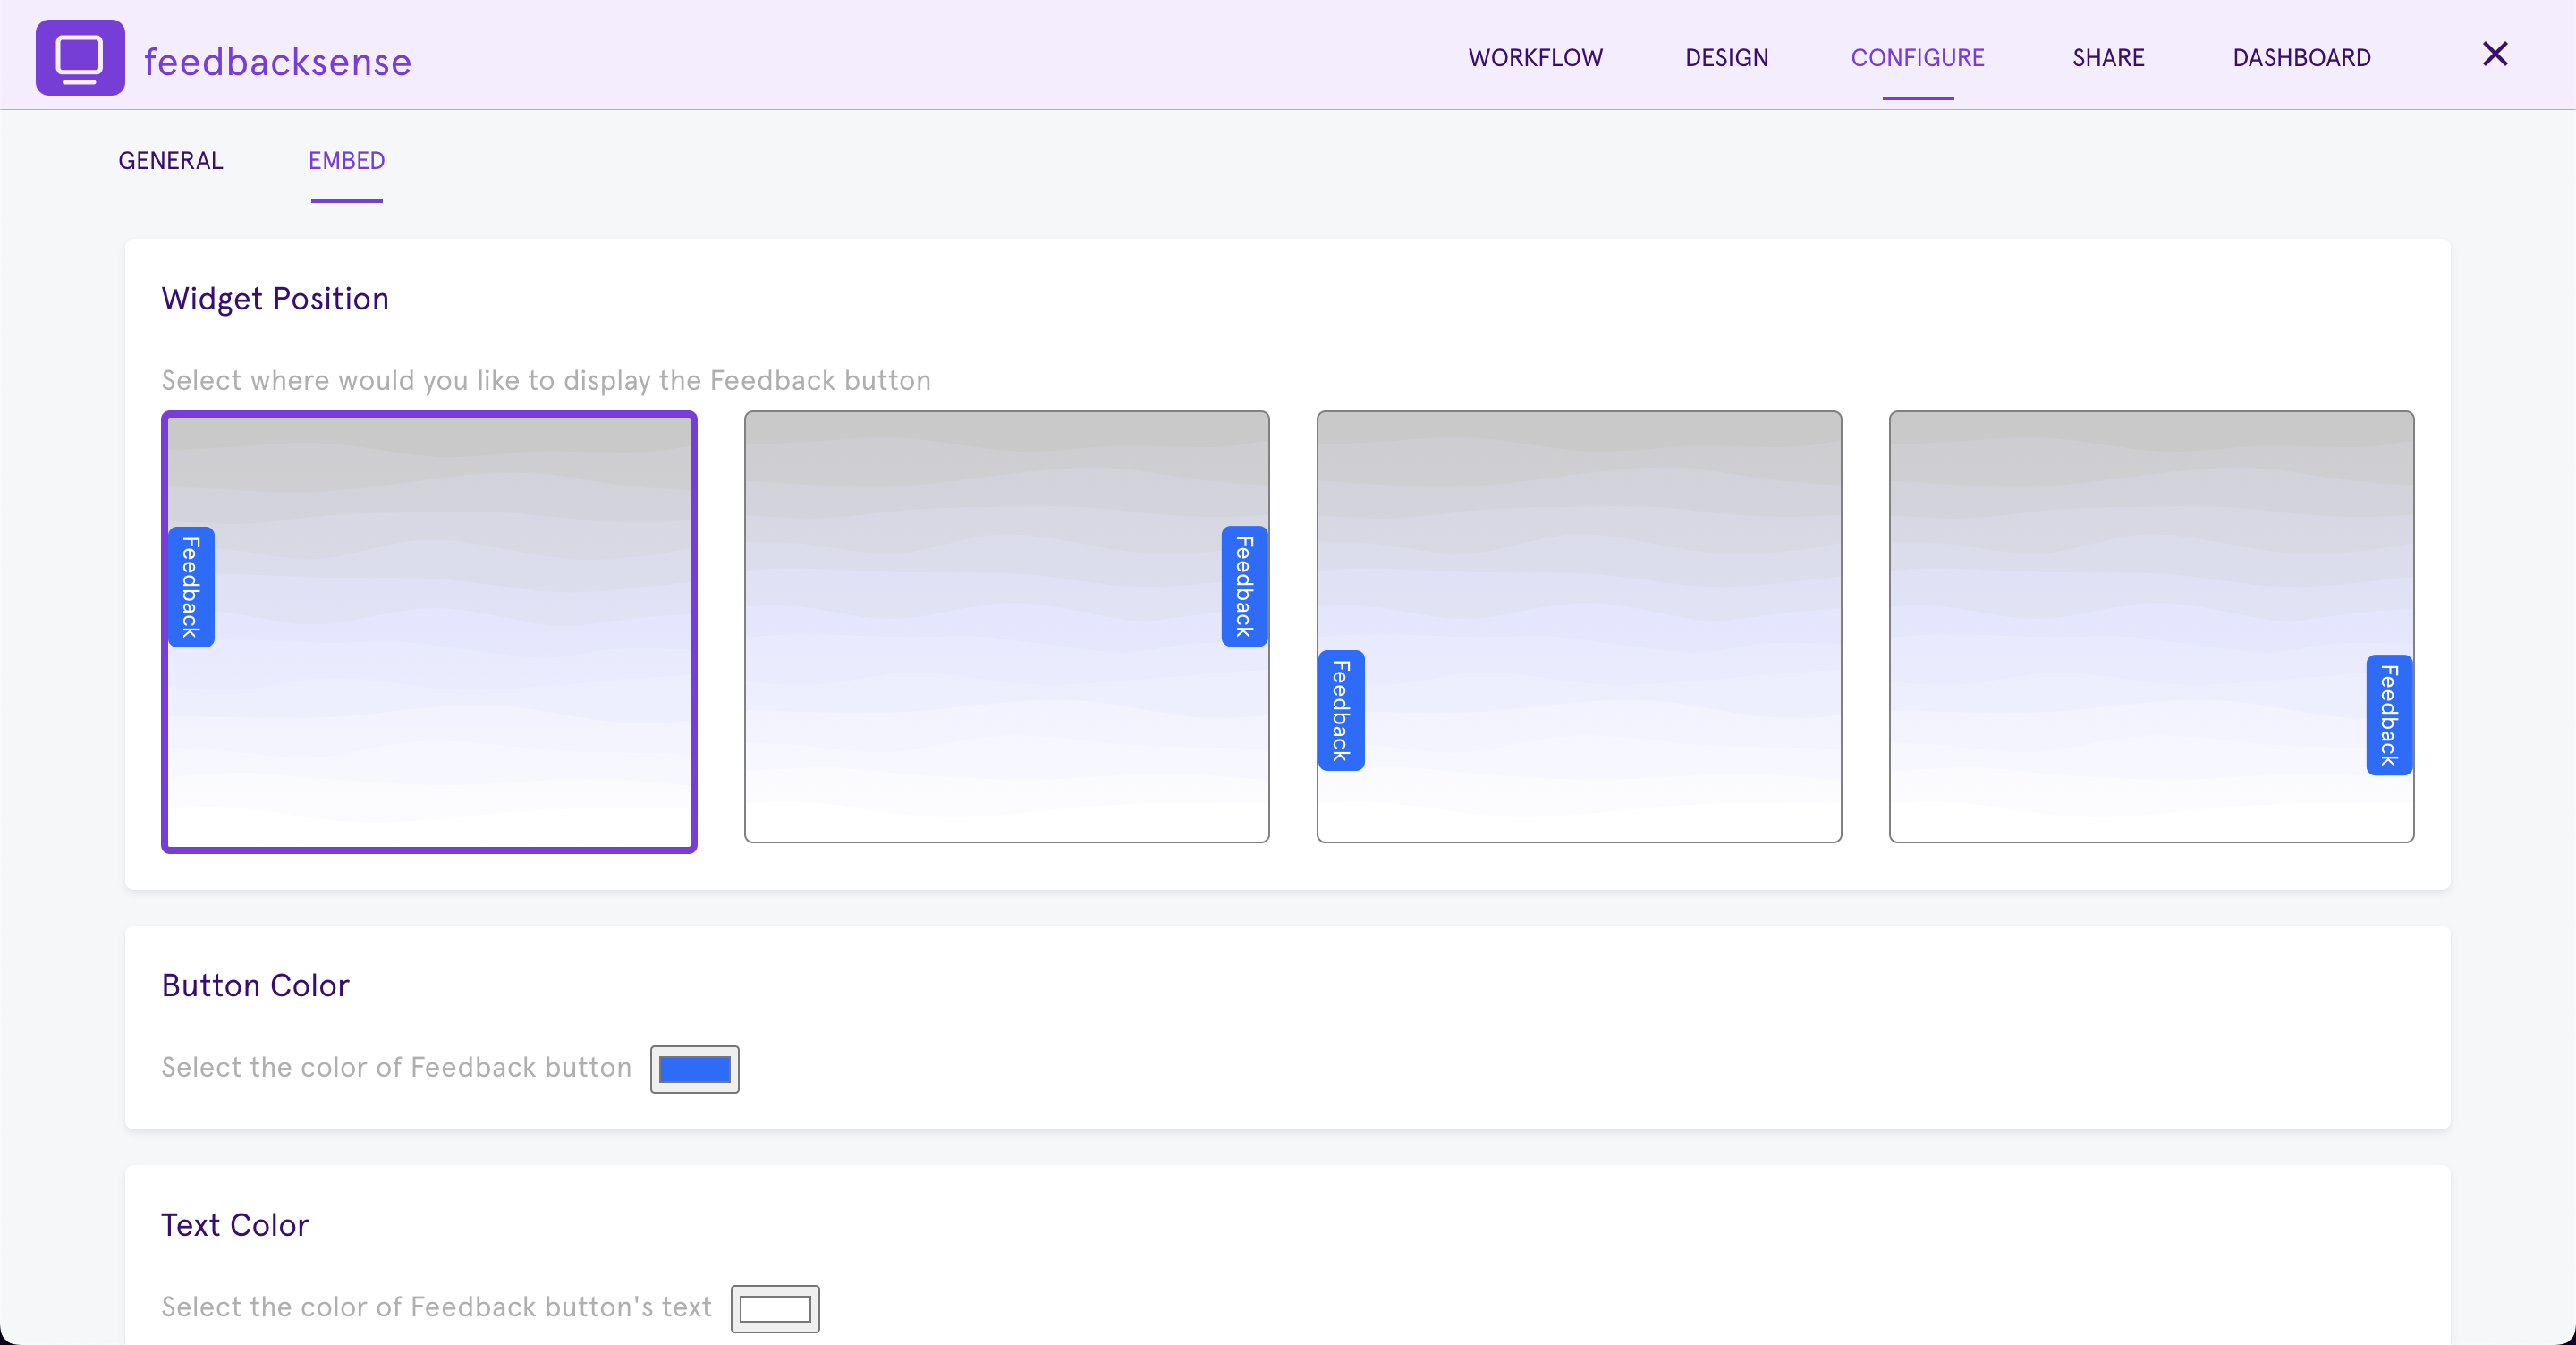 feedbacksense
WORKFLOW DESIGN CONFIGURE SHARE DASHBOARD
GENERAL EMBED
Widget Position
Select where would you like to display the Feedback button
Feedback
Feedback
Feedback
Feedback
Button Color
Select the color of Feedback button
Text Color
Select the color of Feedback button's text